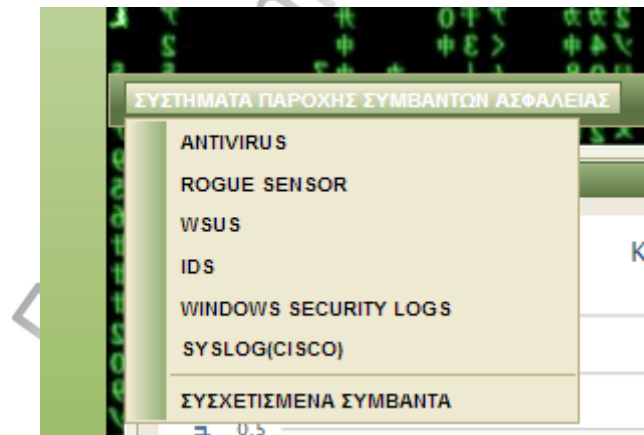 ΣΥΣΤΗΜΑΤΑ ΠΑΡΟΧΗΣ ΣΥΜΒΑΝΤΩΝ ΑΣΦΑΛΕΙΑΣ
ANTIVIRUS
ROGUE SENSOR
WSUS
IDS
WINDOWS SECURITY LOGS
SYSLOG(CISCO)
ΣΥΣΧΕΤΙΣΜΕΝΑ ΣΥΜΒΑΝΤΑ
0.5